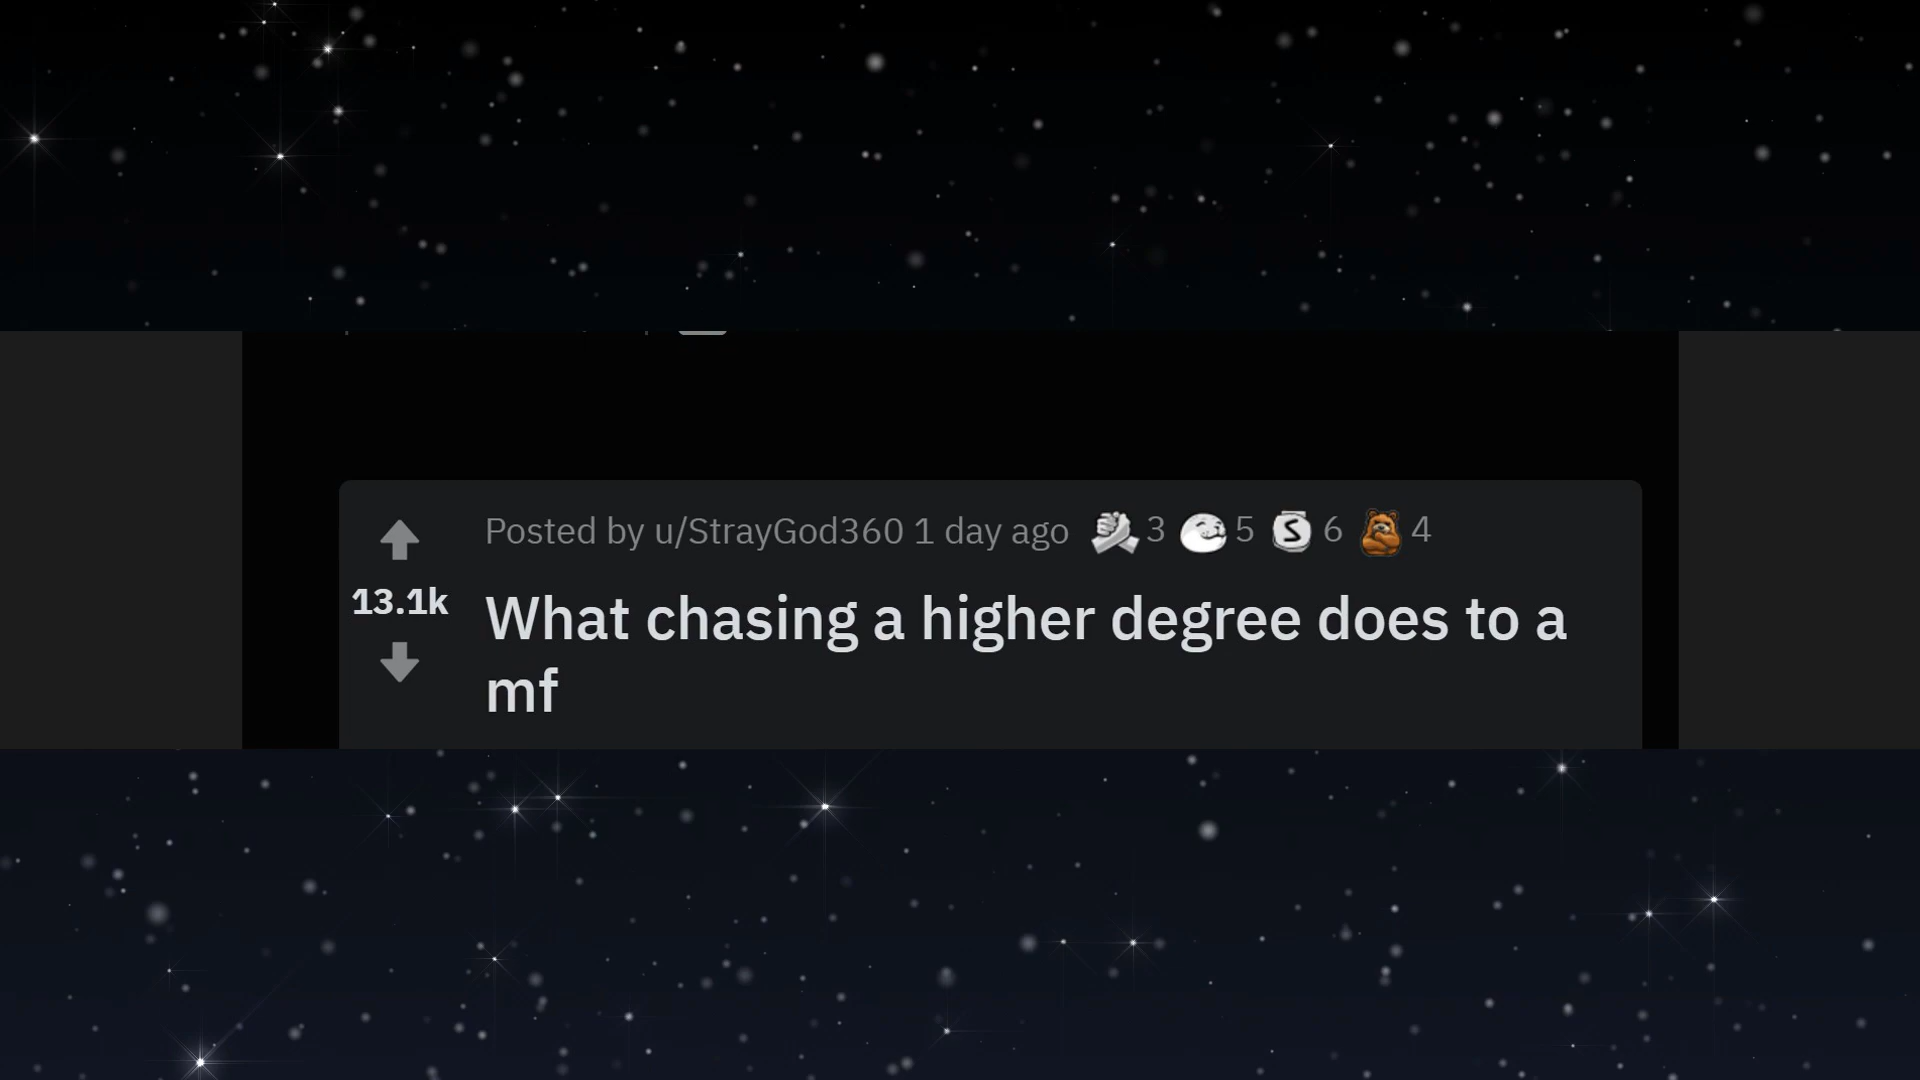 Posted by u/StrayGod360 1 day ago 3 5 S 6 4
13.1k
What chasing a higher degree does to a
mf